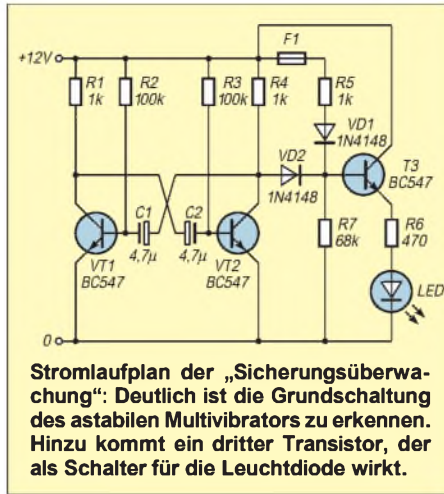 F1
+12V
R1
1k
R2
100k
R3
100k
R4
1k
R5
1k
VD1
1N4148
VD2
1N4148
T3
BC547
C1
4,7µ
C2
4,7µ
R7
68k
R6
470
VT1
BC547
VT2
BC547
LED
0
Stromlaufplan der „Sicherungsüberwa-
chung“: Deutlich ist die Grundschaltung
des astabilen Multivibrators zu erkennen.
Hinzu kommt ein dritter Transistor, der
als Schalter für die Leuchtdiode wirkt.